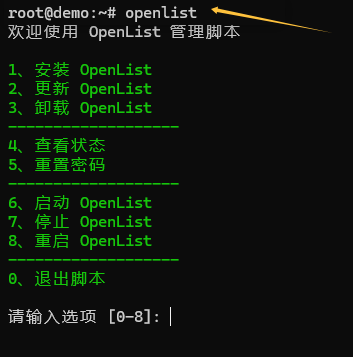 root@demo:~# openlist
欢迎使用 OpenList 管理脚本
1、安装 OpenList
2、更新 OpenList
3、卸载 OpenList
-------------------
4、查看状态
5、重置密码
-------------------
6、启动 OpenList
7、停止 OpenList
8、重启 OpenList
-------------------
0、退出脚本
请输入选项 [0-8]: